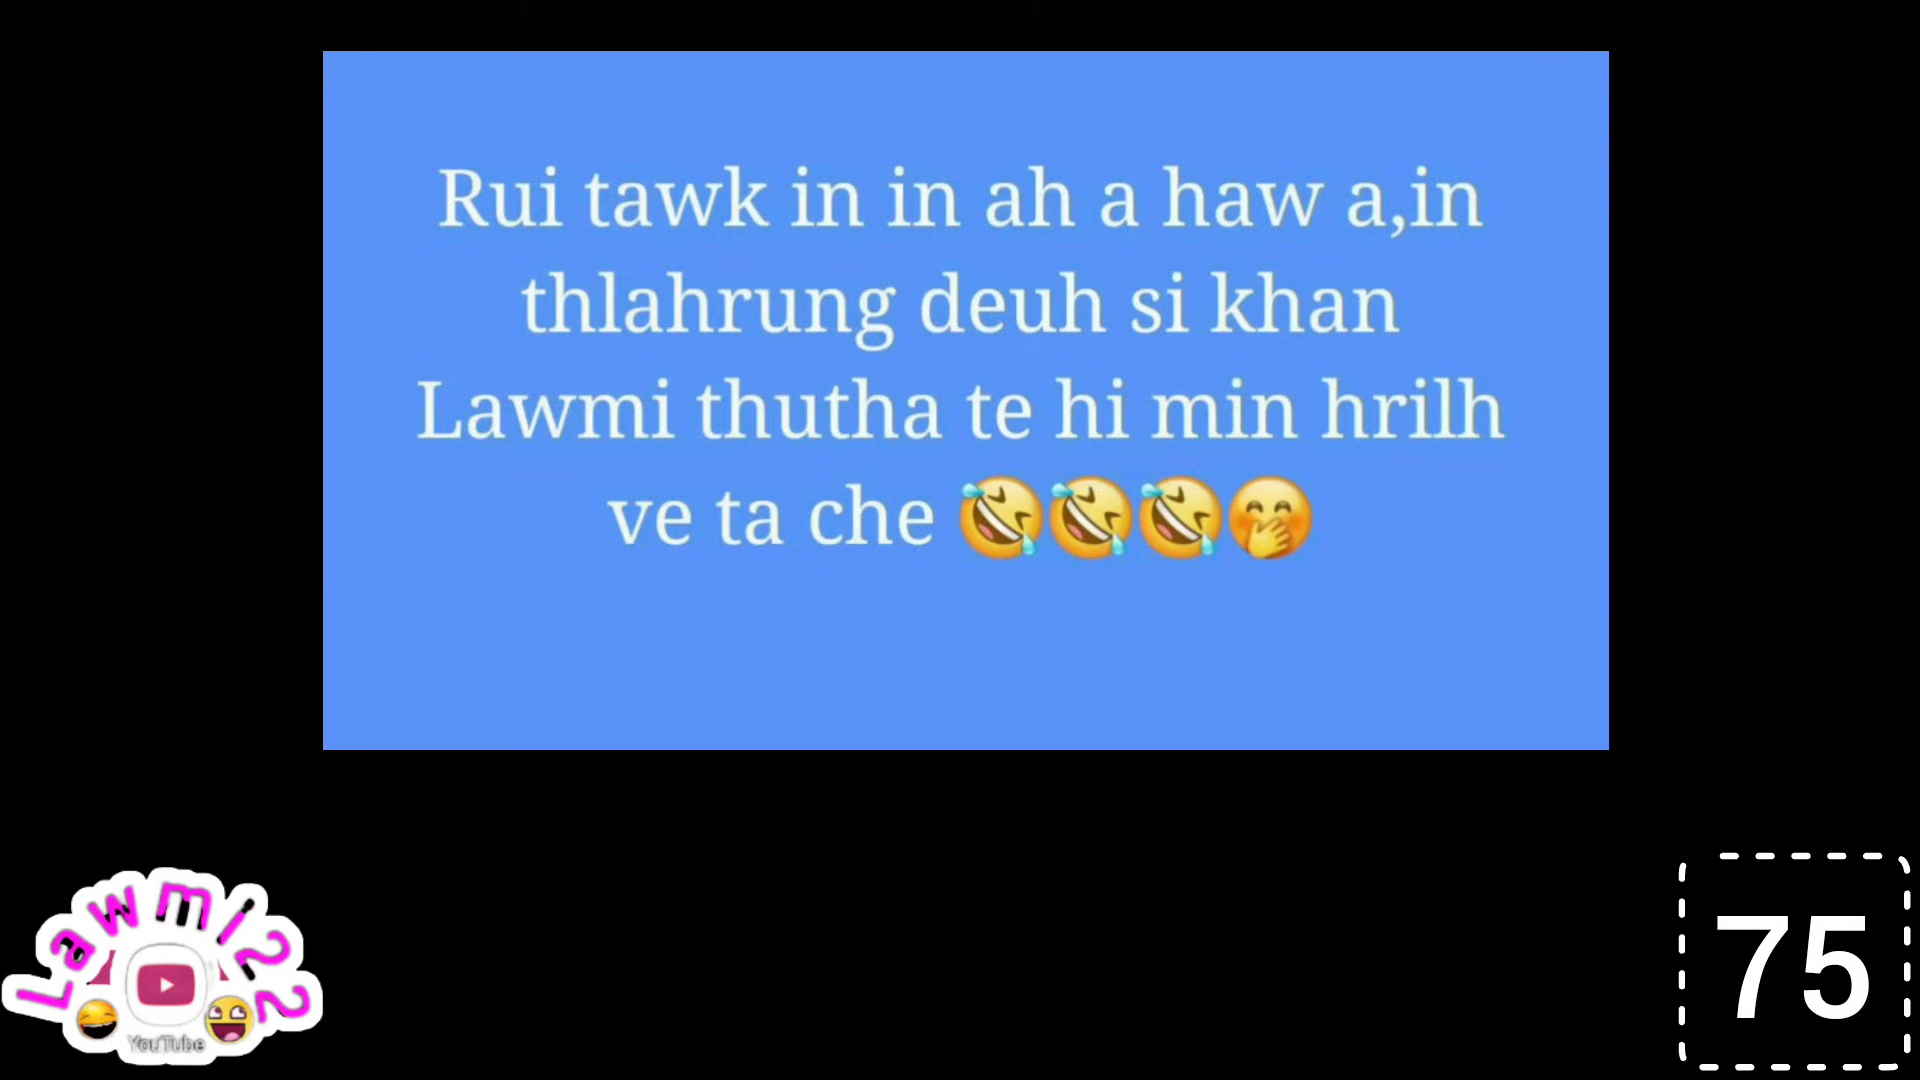 Rui tawk in in ah a haw a,in
thlahrung deuh si khan
Lawmi thutha te hi min hrilh
ve ta che 🤣🤣🤣🤭
Lawmi22
YouTube
75